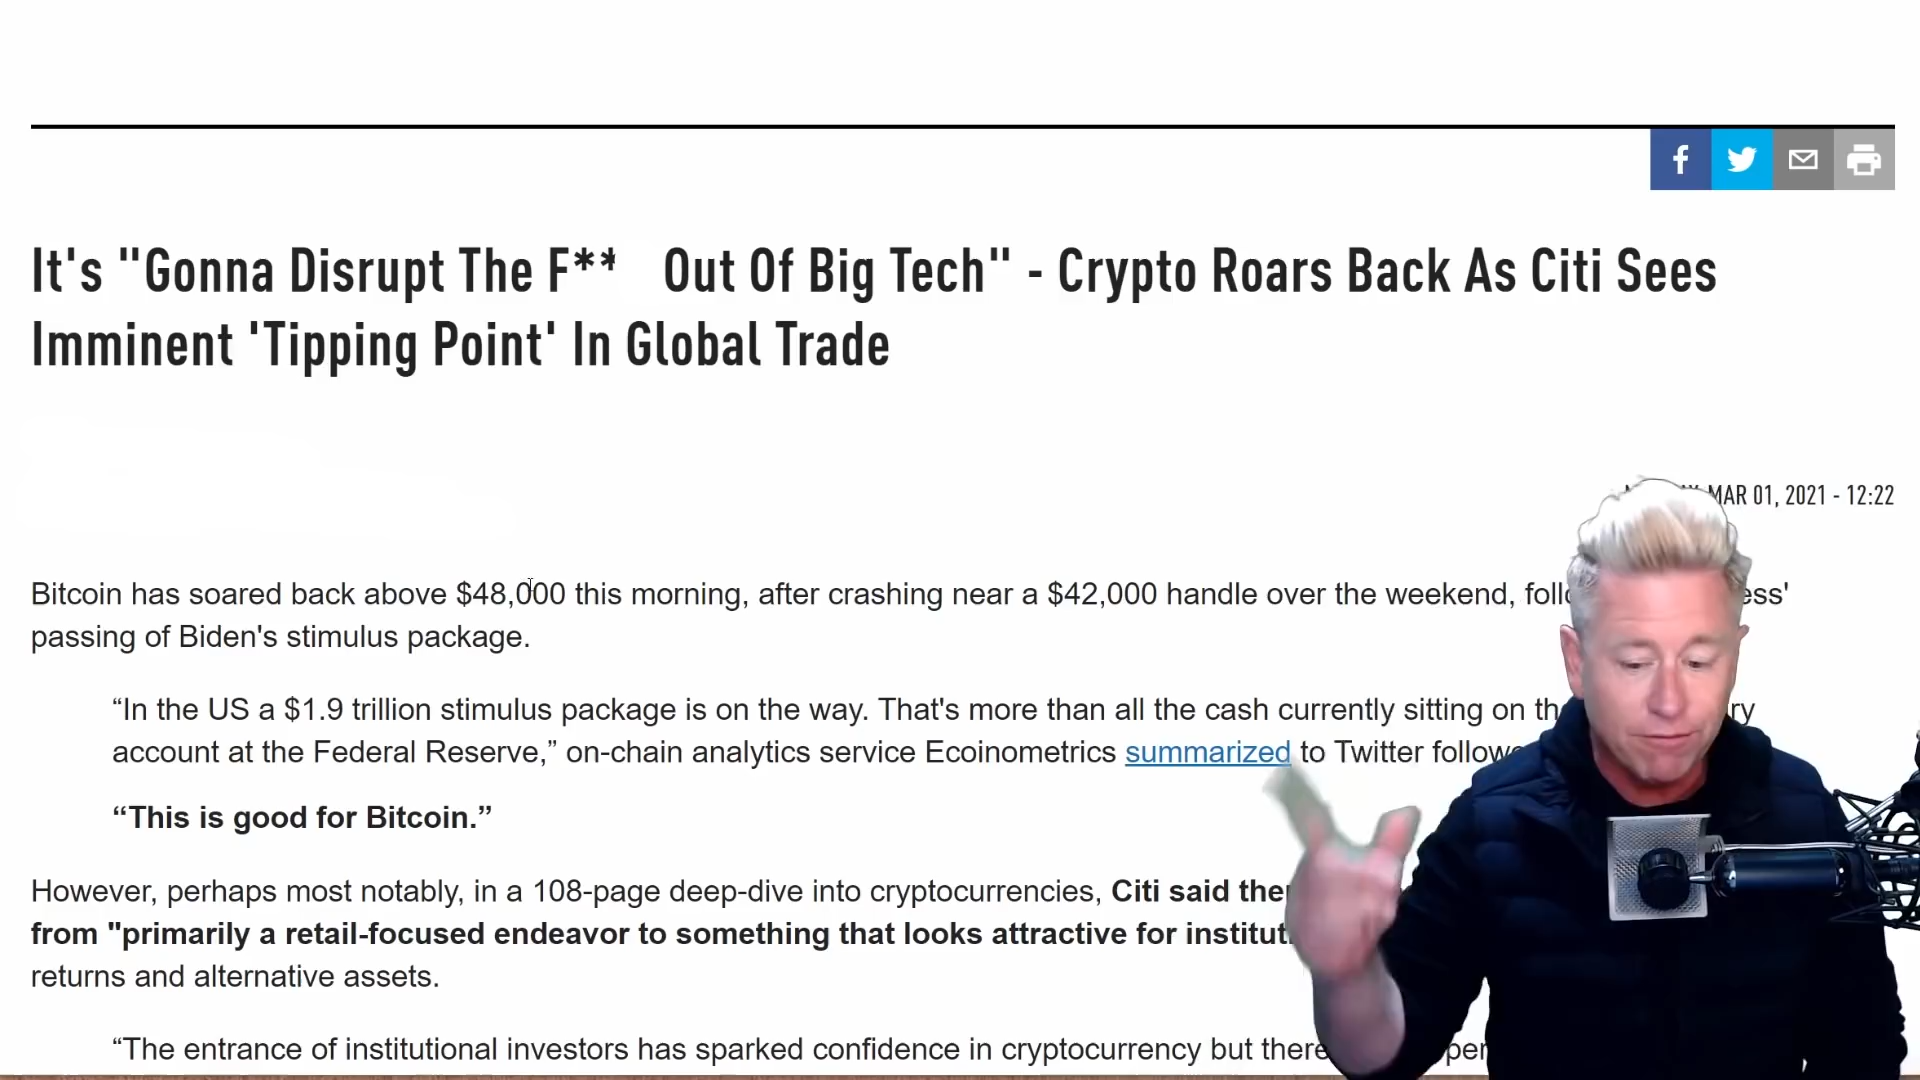 f
It's "Gonna Disrupt The F** Out Of Big Tech" - Crypto Roars Back As Citi Sees
Imminent 'Tipping Point' In Global Trade
MAR 01, 2021 - 12:22
Bitcoin has soared back above $48,000 this morning, after crashing near a $42,000 handle over the weekend,
passing of Biden's stimulus package.
“In the US a $1.9 trillion stimulus package is on the way. That's more than all the cash currently sitting on
account at the Federal Reserve,” on-chain analytics service Ecoinometrics summarized to Twitter
“This is good for Bitcoin.”
However, perhaps most notably, in a 108-page deep-dive into cryptocurrencies, Citi said
from "primarily a retail-focused endeavor to something that looks attractive for
returns and alternative assets.
“The entrance of institutional investors has sparked confidence in cryptocurrency but